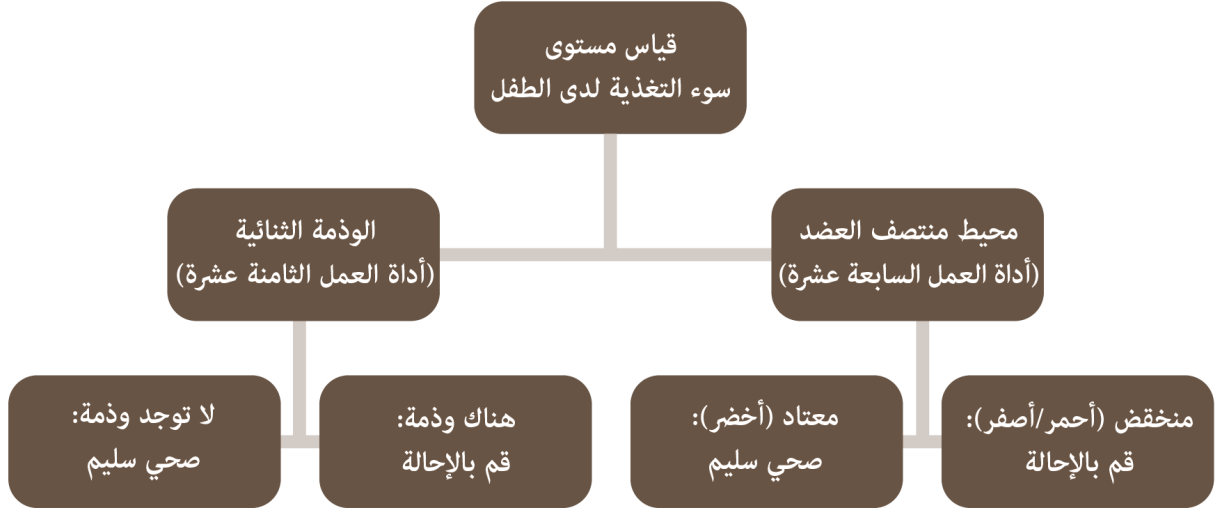 قياس مستوى
سوء التغذية لدى الطفل
محيط منتصف العضد
(أداة العمل السابعة عشرة)
الوذمة الثنائية
(أداة العمل الثامنة عشرة)
منخقض (أحمر/أصفر):
قم بالإحالة
معتاد (أخضر):
صحي سليم
هناك وذمة:
قم بالإحالة
لا توجد وذمة:
صحي سليم